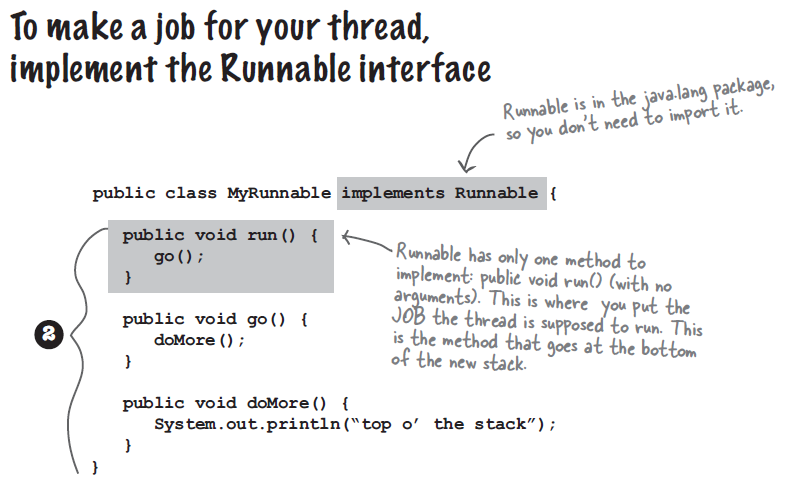 To make a job for your thread,
implement the Runnable interface
Runnable is in the java.lang package,
so you don't need to import it.
public class MyRunnable implements Runnable {
public void run() {
go();
}
Runnable has only one method to
implement: public void run() (with no
arguments). This is where you put the
JOB the thread is supposed to run. This
is the method that goes at the bottom
of the new stack.
2
public void go() {
doMore();
}
public void doMore() {
System.out.println(“top o’ the stack”);
}
}